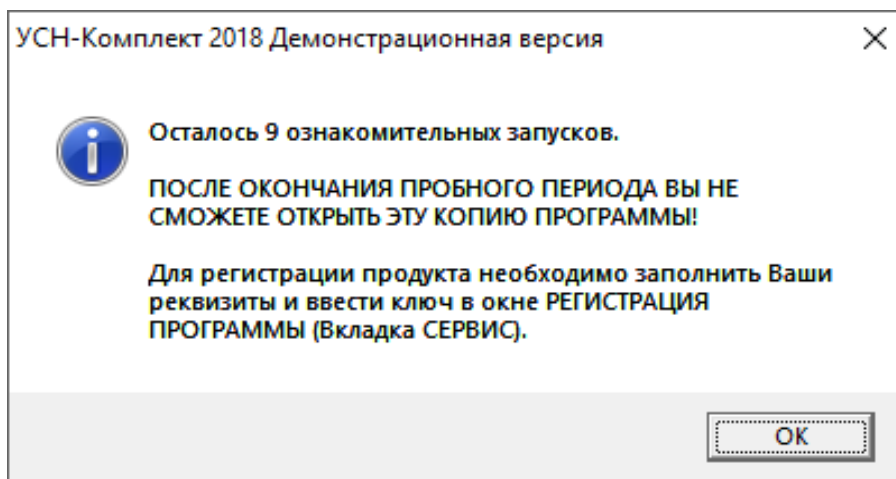 УСН-Комплект 2018 Демонстрационная версия
Осталось 9 ознакомительных запусков.
ПОСЛЕ ОКОНЧАНИЯ ПРОБНОГО ПЕРИОДА ВЫ НЕ
СМОЖЕТЕ ОТКРЫТЬ ЭТУ КОПИЮ ПРОГРАММЫ!
Для регистрации продукта необходимо заполнить Ваши
реквизиты и ввести ключ в окне РЕГИСТРАЦИЯ
ПРОГРАММЫ (Вкладка СЕРВИС).
ОК